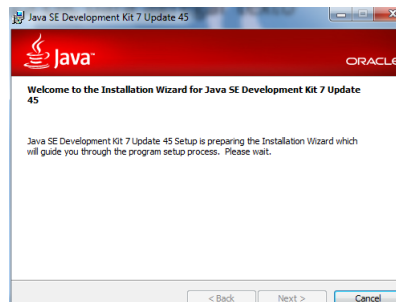 Java SE Development Kit 7 Update 45
Java™
ORACLE
Welcome to the Installation Wizard for Java SE Development Kit 7 Update
45
Java SE Development Kit 7 Update 45 Setup is preparing the Installation Wizard which
will guide you through the program setup process. Please wait.
< Back Next > Cancel